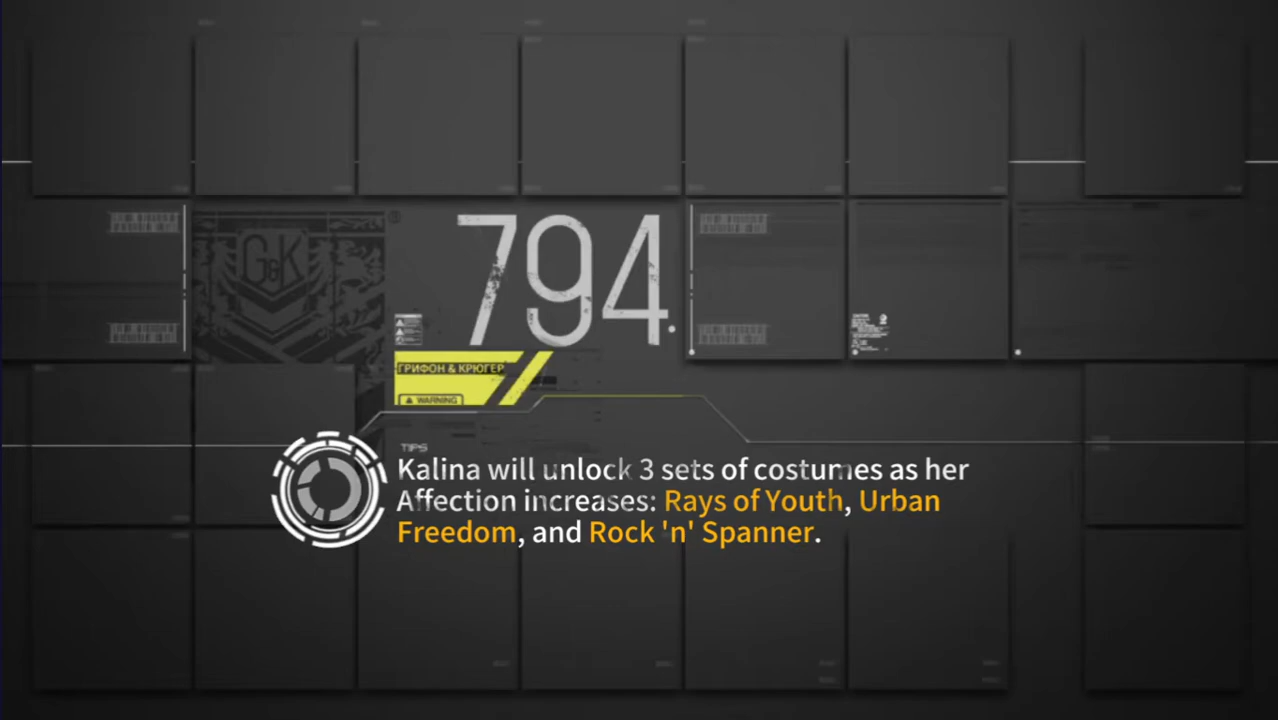 G&K
794.
ГРИФОН & КРЮГЕР
WARNING
TIPS
Kalina will unlock 3 sets of costumes as her
Affection increases: Rays of Youth, Urban
Freedom, and Rock 'n' Spanner.